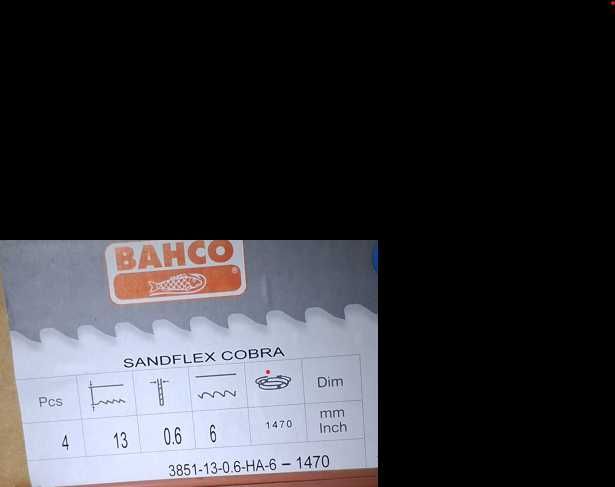 BAHCO
®
SANDFLEX COBRA
Pcs Dim
4 13 0.6 6 1470 mm
Inch
3851-13-0.6-HA-6 – 1470